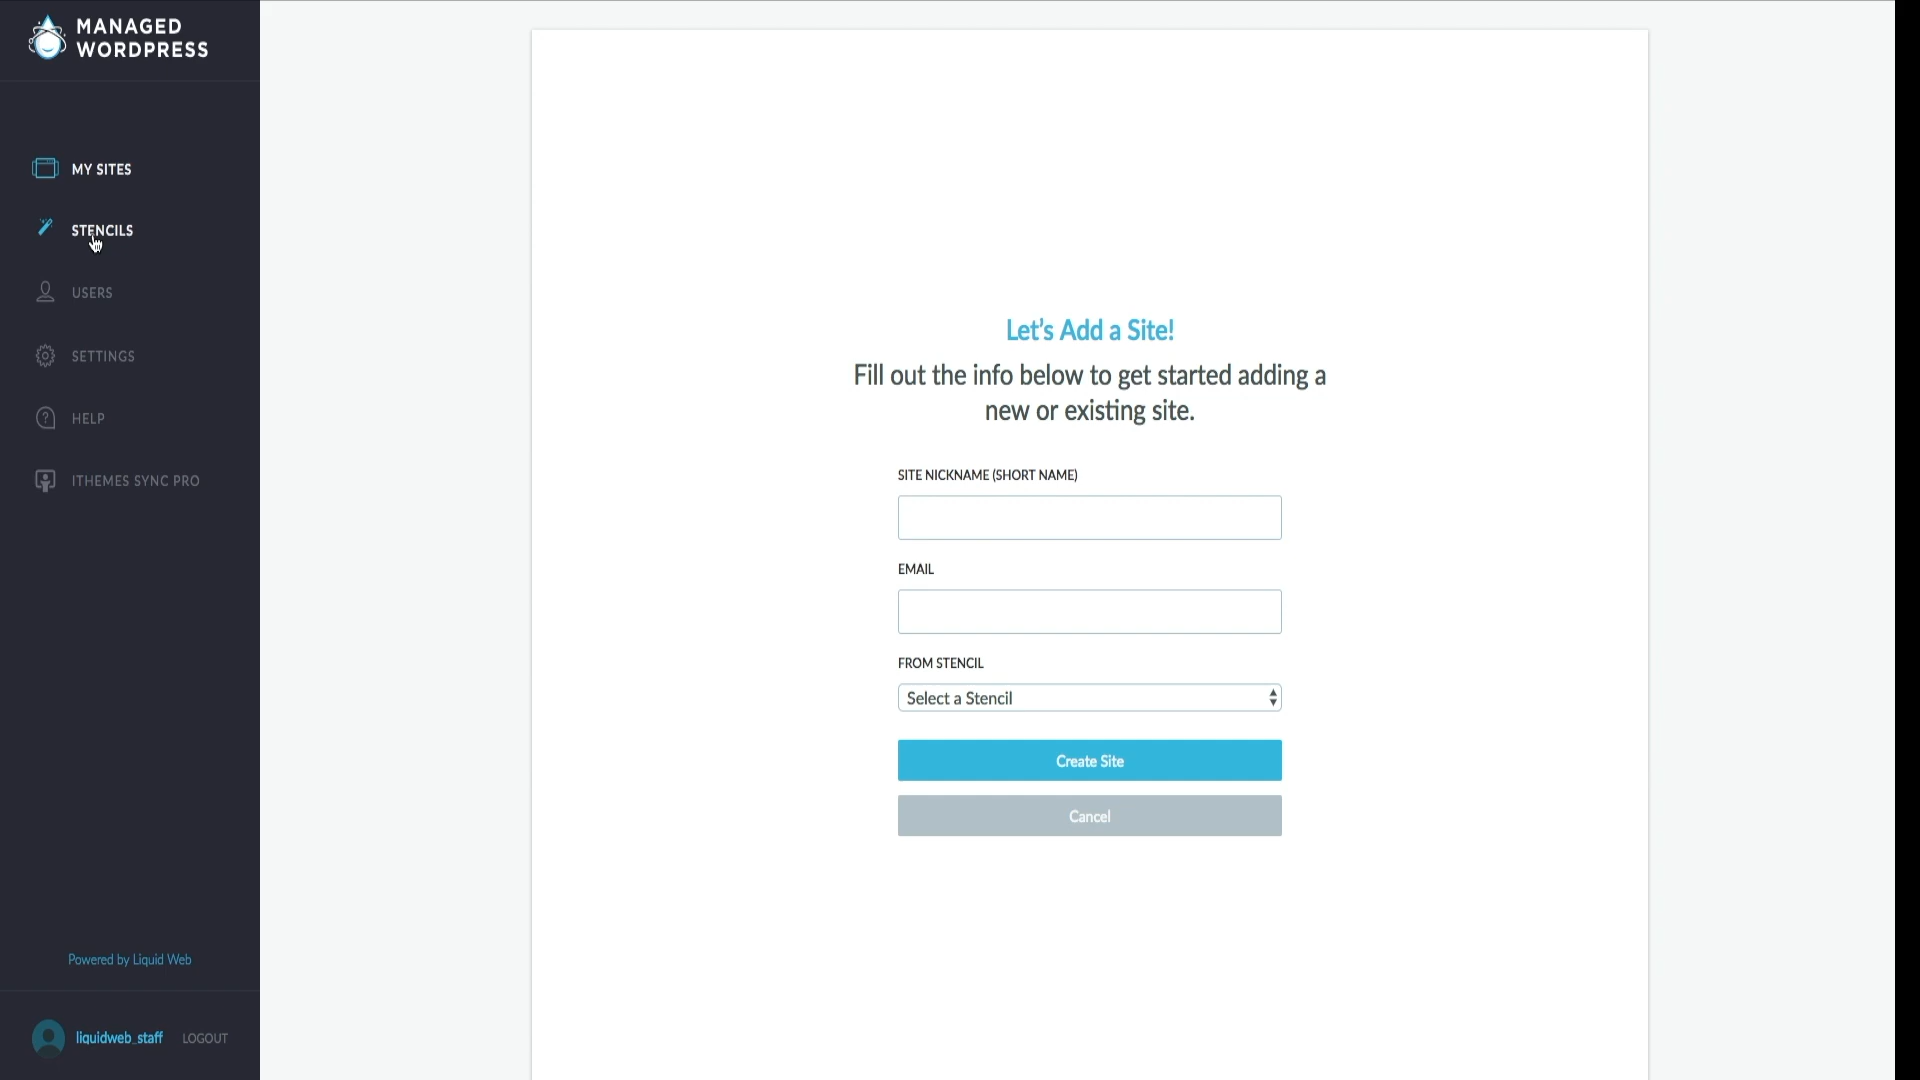 MANAGED
WORDPRESS
MY SITES
STENCILS
USERS
SETTINGS
HELP
ITHEMES SYNC PRO
Powered by Liquid Web
liquidweb_staff LOGOUT
Let's Add a Site!
Fill out the info below to get started adding a
new or existing site.
SITE NICKNAME (SHORT NAME)
EMAIL
FROM STENCIL
Select a Stencil
Create Site
Cancel